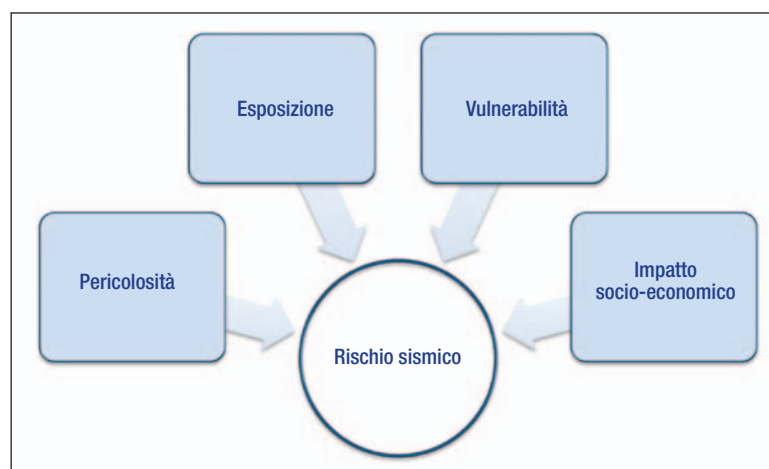 Esposizione
Vulnerabilità
Pericolosità
Impatto
socio-economico
Rischio sismico